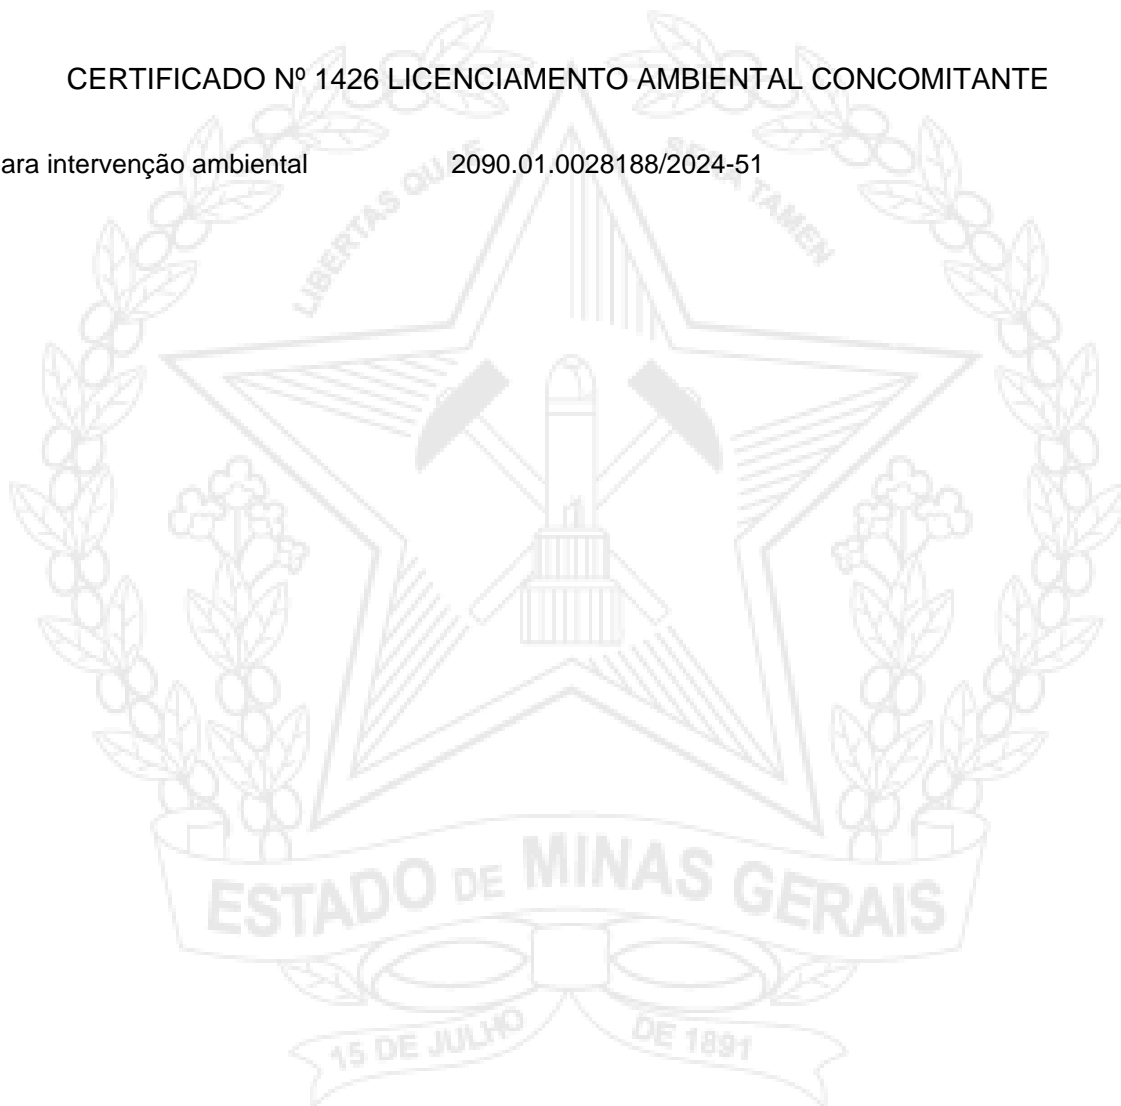 CERTIFICADO Nº 1426 LICENCIAMENTO AMBIENTAL CONCOMITANTE
ara intervenção ambiental 2090.01.0028188/2024-51
LIBERTAS QUÆ SERA TAMEN
ESTADO DE MINAS GERAIS
15 DE JULHO DE 1891